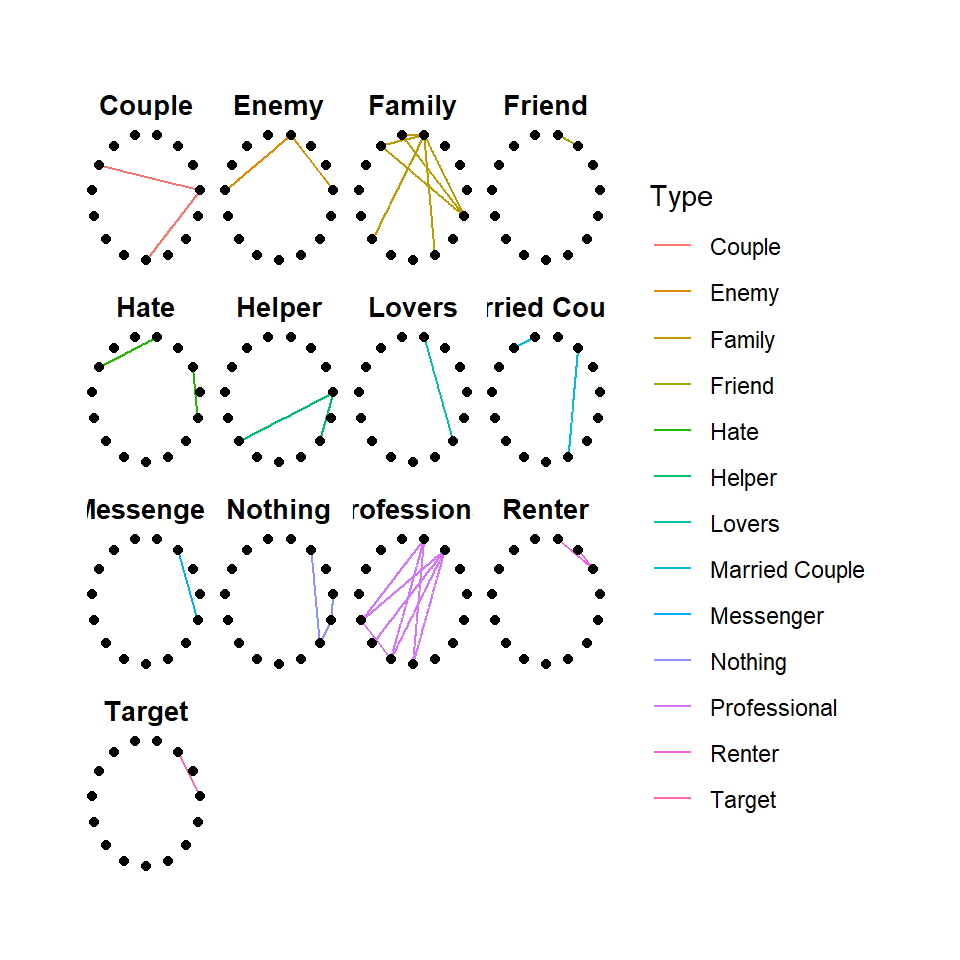 Couple Enemy Family Friend
Hate Helper Lovers rried Cou
Messenge Nothing rofession Renter
Target
Type
Couple
Enemy
Family
Friend
Hate
Helper
Lovers
Married Couple
Messenger
Nothing
Professional
Renter
Target